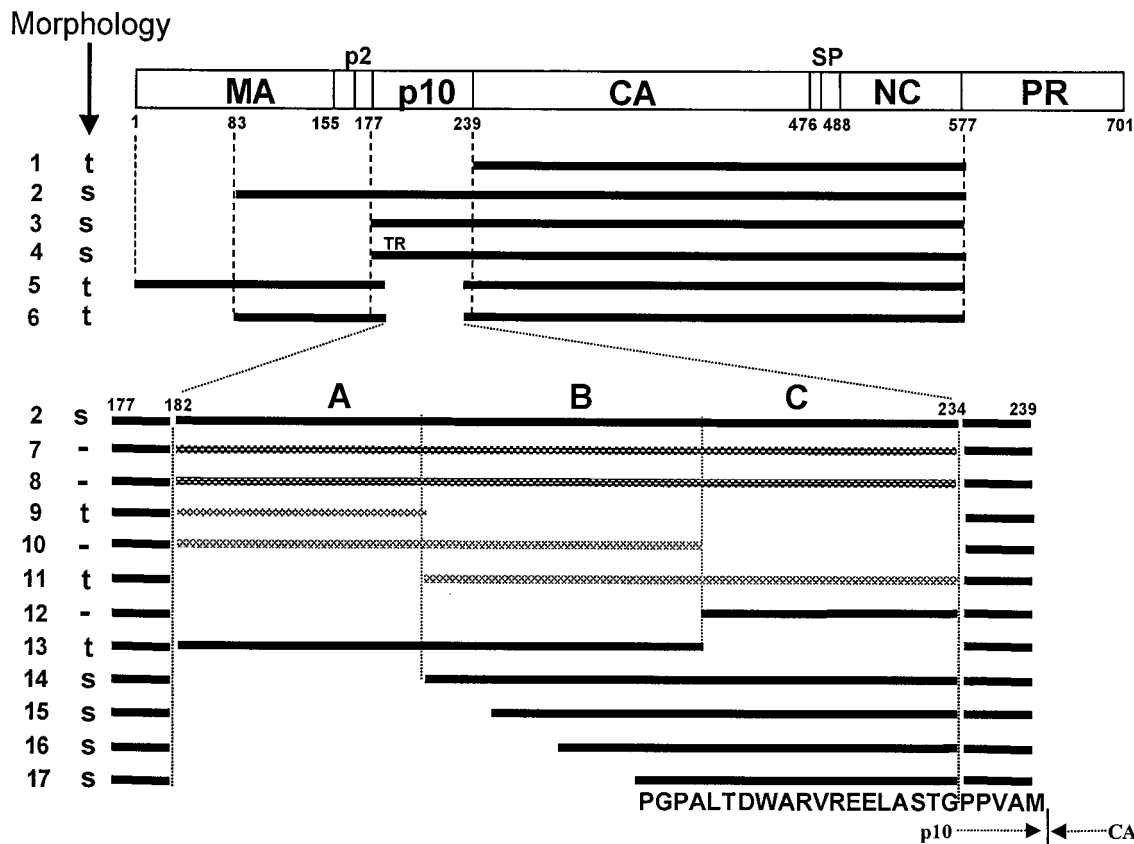 Morphology
p2 SP
MA p10 CA NC PR
1 83 155 177 239 476 488 577 701
1 t
2 s
3 s
4 s TR
5 t
6 t
A B C
2 s 177 182 234 239
7 -
8 -
9 t
10 -
11 t
12 -
13 t
14 s
15 s
16 s
17 s
PGPALTDWARVREELASTGPPVAM
p10 CA